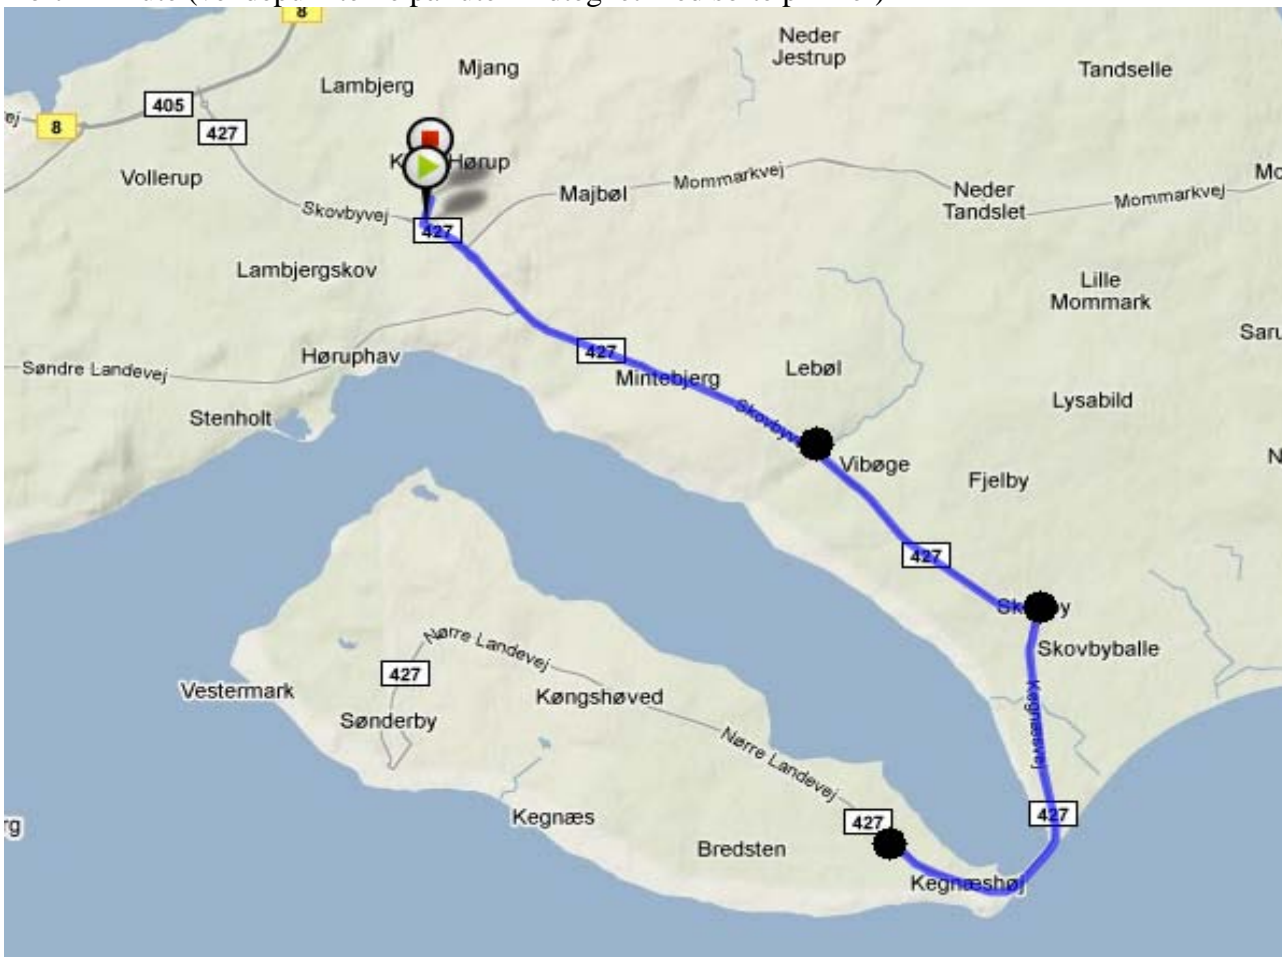 8
Neder
Jestrup
Mjang
Tandselle
Lambjerg
405
8
427
Hørup
Vollerup
Majbøl
Mommarkvej
Neder
Tandslet
Mommarkvej
Skovbyvej
427
Lambjergskov
Lille
Mommark
Høruphav
427
Lebøl
Søndre Landevej
Mintebjerg
Lysabild
Stenholt
Vibøge
Fjelby
427
Skovbyballe
Nørre Landevej
427
Vestermark
Køngshøved
Kegnæsvej
Sønderby
Nørre Landevej
427
427
Kegnæs
Bredsten
Kegnæshøj